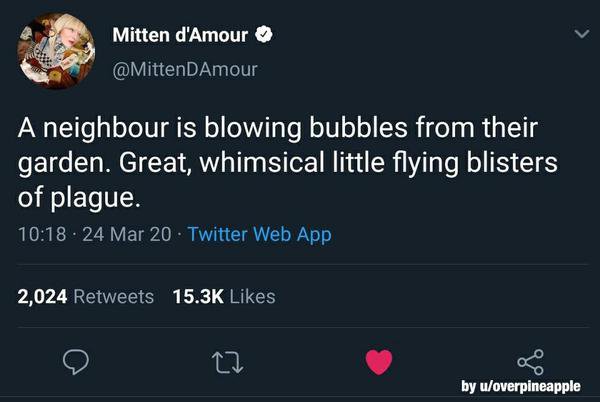 Mitten d'Amour
@MittenDAmour
A neighbour is blowing bubbles from their
garden. Great, whimsical little flying blisters
of plague.
10:18 · 24 Mar 20 · Twitter Web App
2,024 Retweets 15.3K Likes
by u/overpineapple